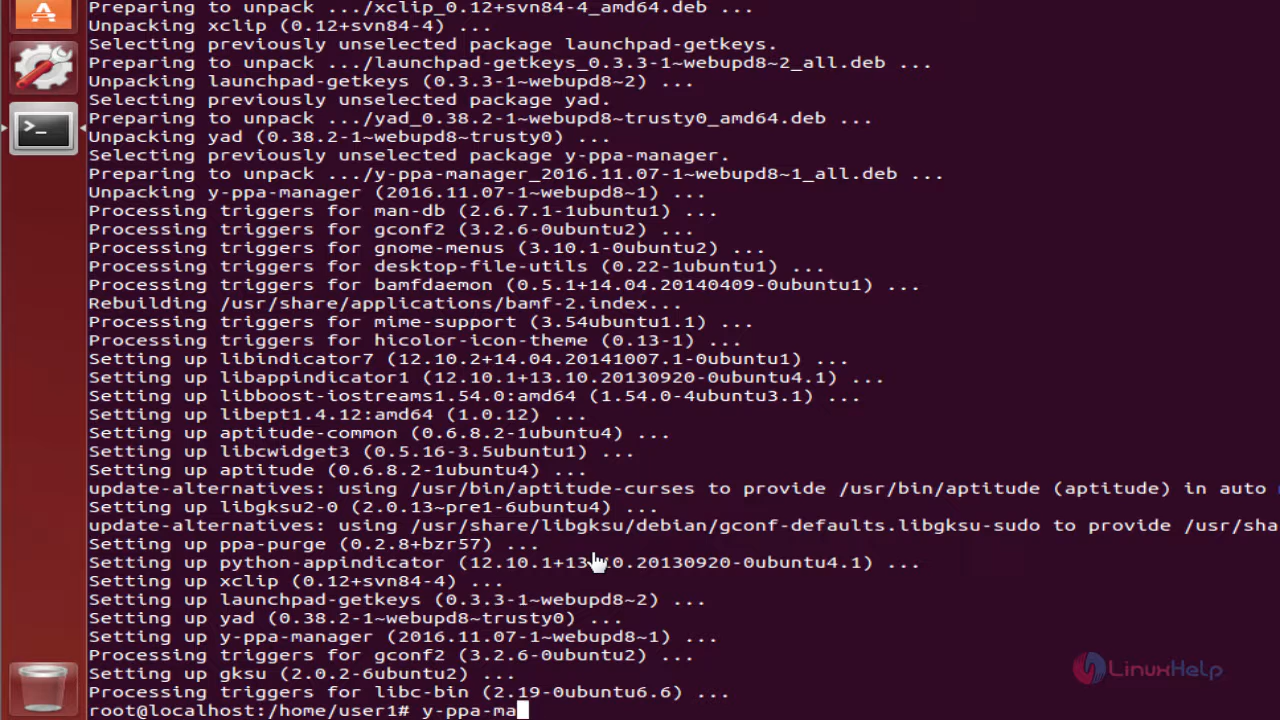 Preparing to unpack .../xclip_0.12+svn84-4_amd64.deb ...
Unpacking xclip (0.12+svn84-4) ...
Selecting previously unselected package launchpad-getkeys.
Preparing to unpack .../launchpad-getkeys_0.3.3-1~webupd8~2_all.deb ...
Unpacking launchpad-getkeys (0.3.3-1~webupd8~2) ...
Selecting previously unselected package yad.
Preparing to unpack .../yad_0.38.2-1~webupd8~trusty0_amd64.deb ...
Unpacking yad (0.38.2-1~webupd8~trusty0) ...
Selecting previously unselected package y-ppa-manager.
Preparing to unpack .../y-ppa-manager_2016.11.07-1~webupd8~1_all.deb ...
Unpacking y-ppa-manager (2016.11.07-1~webupd8~1) ...
Processing triggers for man-db (2.6.7.1-1ubuntu1) ...
Processing triggers for gconf2 (3.2.6-0ubuntu2) ...
Processing triggers for gnome-menus (3.10.1-0ubuntu2) ...
Processing triggers for desktop-file-utils (0.22-1ubuntu1) ...
Processing triggers for bamfdaemon (0.5.1+14.04.20140409-0ubuntu1) ...
Rebuilding /usr/share/applications/bamf-2.index...
Processing triggers for mime-support (3.54ubuntu1.1) ...
Processing triggers for hicolor-icon-theme (0.13-1) ...
Setting up libindicator7 (12.10.2+14.04.20141007.1-0ubuntu1) ...
Setting up libappindicator1 (12.10.1+13.10.20130920-0ubuntu4.1) ...
Setting up libboost-iostreams1.54.0:amd64 (1.54.0-4ubuntu3.1) ...
Setting up libept1.4.12:amd64 (1.0.12) ...
Setting up aptitude-common (0.6.8.2-1ubuntu4) ...
Setting up libcwidget3 (0.5.16-3.5ubuntu1) ...
Setting up aptitude (0.6.8.2-1ubuntu4) ...
update-alternatives: using /usr/bin/aptitude-curses to provide /usr/bin/aptitude (aptitude) in auto
Setting up libgksu2-0 (2.0.13~pre1-6ubuntu4) ...
update-alternatives: using /usr/share/libgksu/debian/gconf-defaults.libgksu-sudo to provide /usr/sha
Setting up ppa-purge (0.2.8+bzr57) ...
Setting up python-appindicator (12.10.1+13.10.20130920-0ubuntu4.1) ...
Setting up xclip (0.12+svn84-4) ...
Setting up launchpad-getkeys (0.3.3-1~webupd8~2) ...
Setting up yad (0.38.2-1~webupd8~trusty0) ...
Setting up y-ppa-manager (2016.11.07-1~webupd8~1) ...
Processing triggers for gconf2 (3.2.6-0ubuntu2) ...
Setting up gksu (2.0.2-6ubuntu2) ...
Processing triggers for libc-bin (2.19-0ubuntu6.6) ...
root@localhost:/home/user1# y-ppa-ma
LinuxHelp